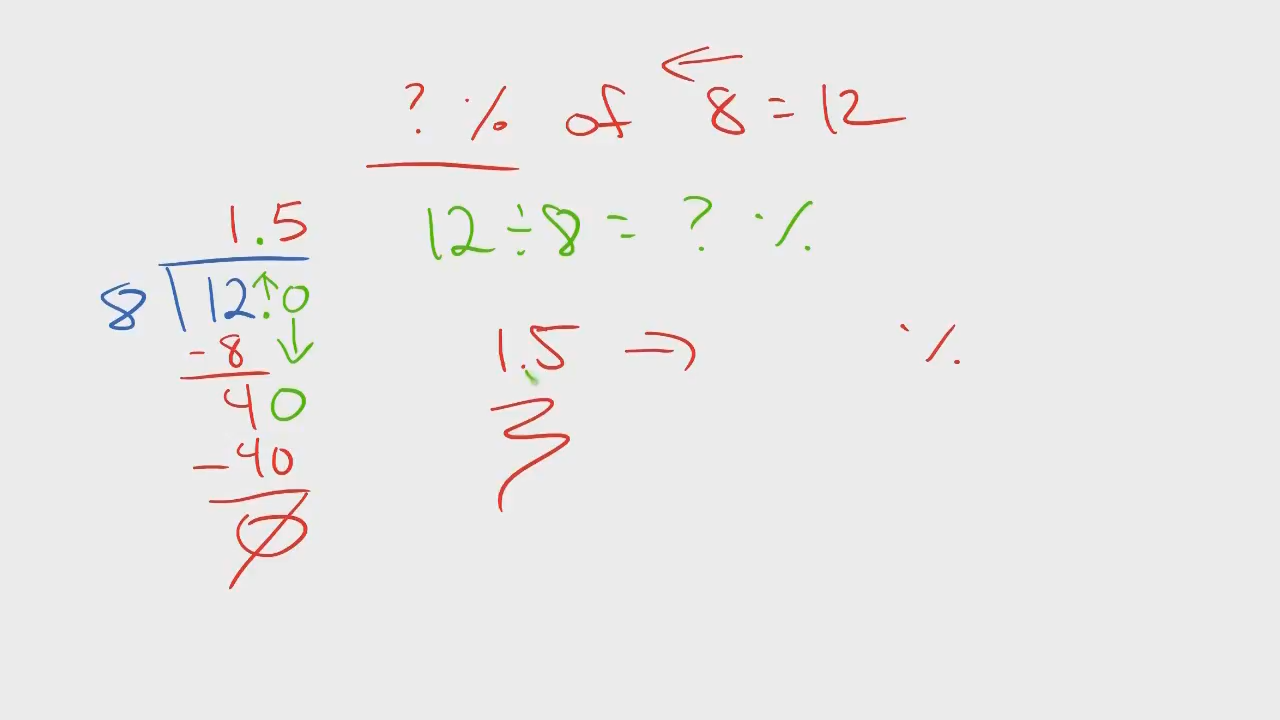 ? % of 8 = 12
12 ÷ 8 = ? %
1.5
8 12.0
- 8
40
- 40
0
1.5 → %